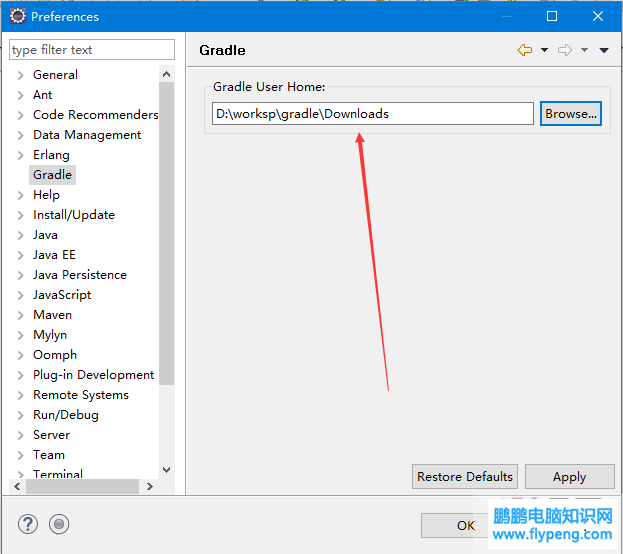 Preferences
type filter text
General
Ant
Code Recommenders
Data Management
Erlang
Gradle
Help
Install/Update
Java
Java EE
Java Persistence
JavaScript
Maven
Mylyn
Oomph
Plug-in Development
Remote Systems
Run/Debug
Server
Team
Terminal
Gradle
Gradle User Home:
D:\worksp\gradle\Downloads
Browse...
Restore Defaults
Apply
OK
鹏鹏电脑知识网
www.flypeng.com